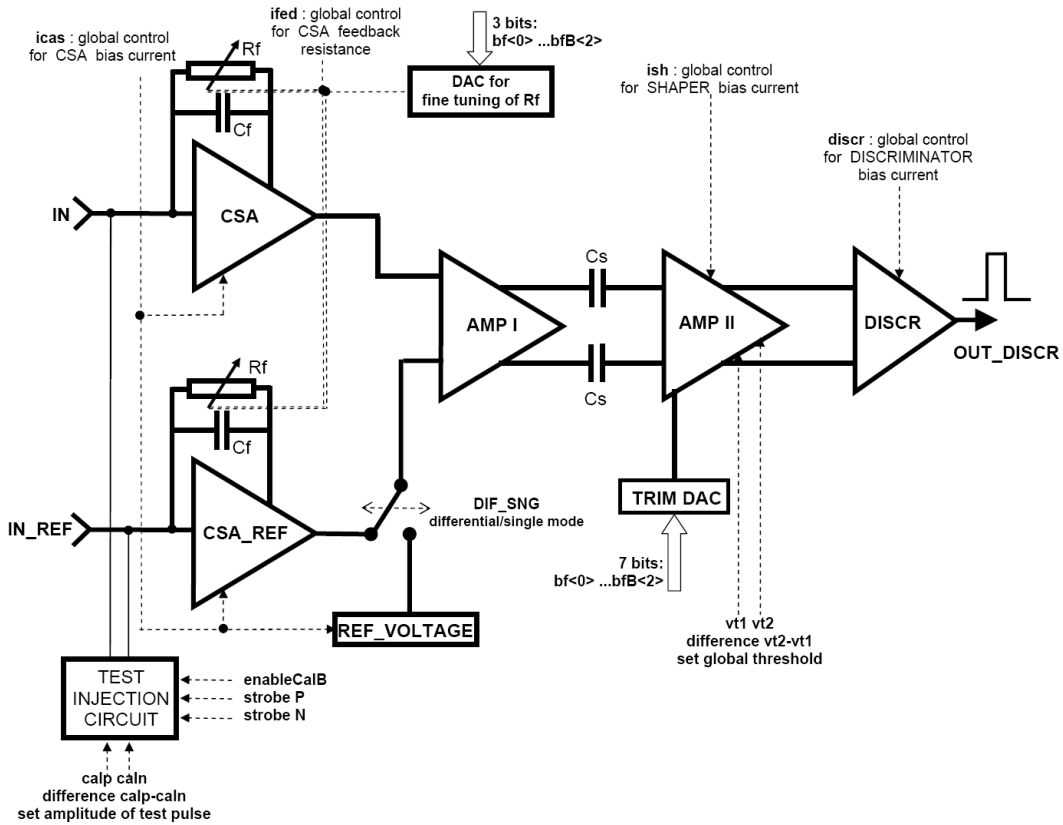 icas : global control
for CSA bias current
ifed : global control
for CSA feedback
resistance
3 bits:
bf<0> ...bfB<2>
Rf
DAC for
fine tuning of Rf
ish : global control
for SHAPER bias current
Cf
discr : global control
for DISCRIMINATOR
bias current
IN
CSA
Cs
AMP I
AMP II
DISCR
OUT_DISCR
Cs
Rf
Cf
TRIM DAC
DIF_SNG
differential/single mode
IN_REF
CSA_REF
7 bits:
bf<0> ...bfB<2>
REF_VOLTAGE
vt1 vt2
difference vt2-vt1
set global threshold
TEST
INJECTION
CIRCUIT
enableCalB
strobe P
strobe N
calp caln
difference calp-caln
set amplitude of test pulse